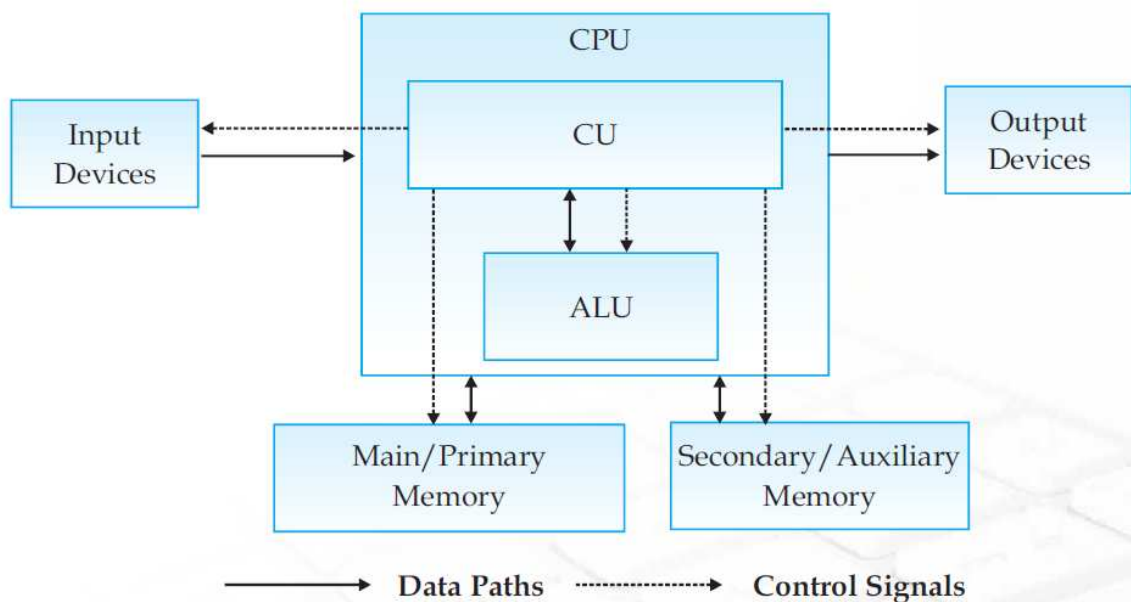 CPU
Input
Devices
CU
Output
Devices
ALU
Main/Primary
Memory
Secondary/Auxiliary
Memory
Data Paths
Control Signals